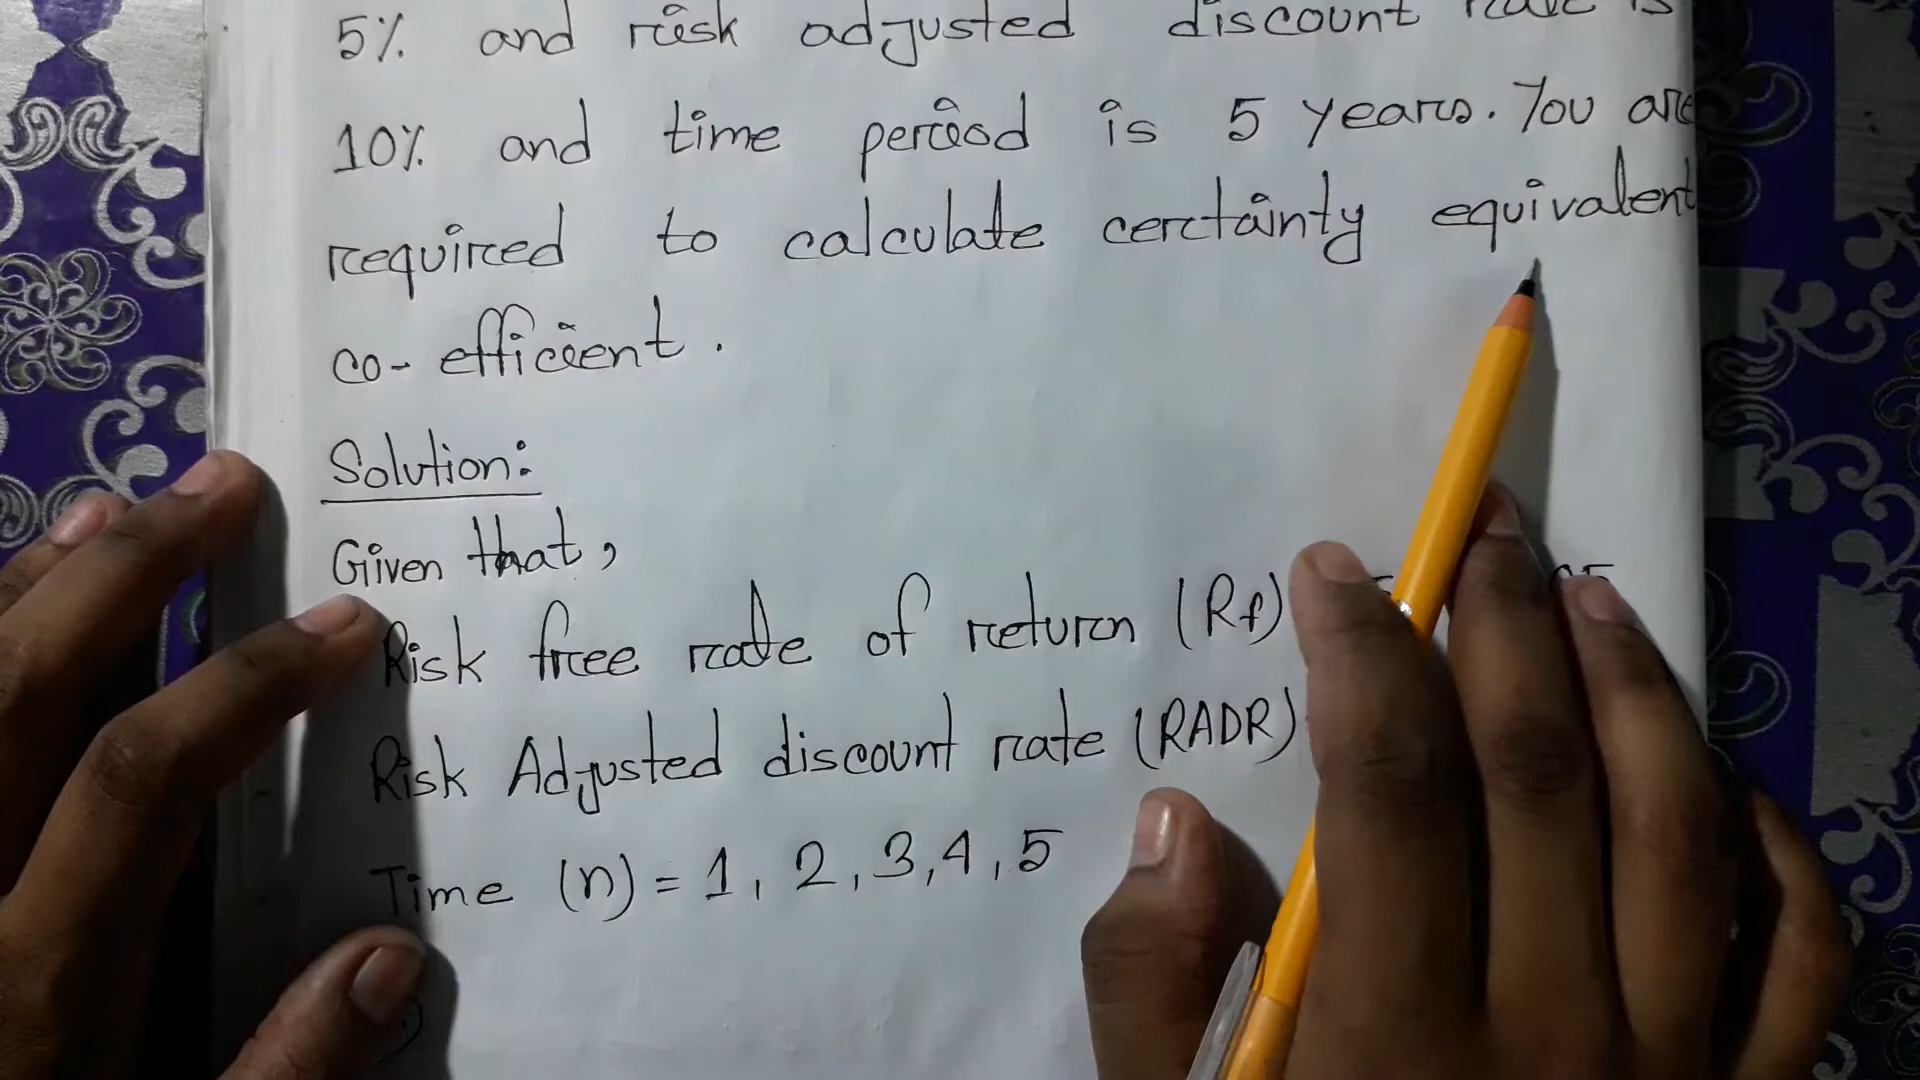 5% and risk adjusted discount rate is
10% and time period is 5 years. You are
required to calculate certainty equivalent
co-efficient.
Solution:
Given that,
Risk free rate of return (Rf)
Risk Adjusted discount rate (RADR)
Time (n) = 1, 2, 3, 4, 5